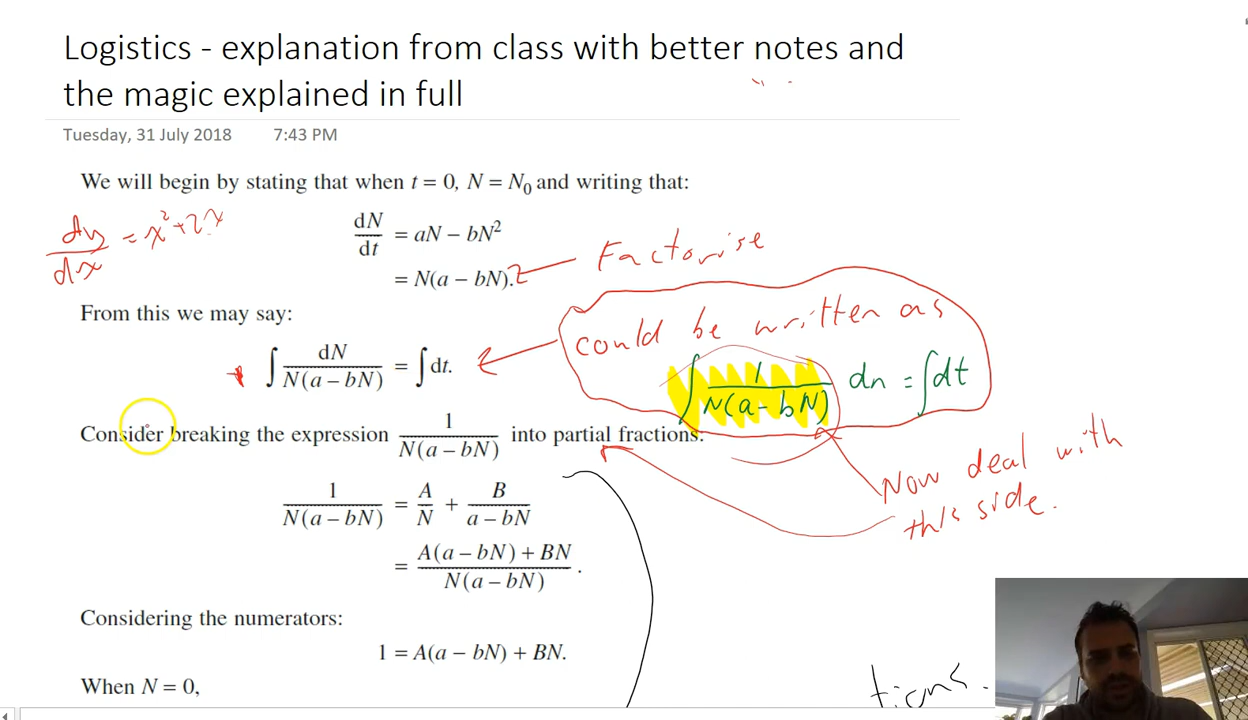 Logistics - explanation from class with better notes and
the magic explained in full
Tuesday, 31 July 2018 7:43 PM
We will begin by stating that when t = 0, N = N₀ and writing that:
dy/dx = x² + 2x
dN/dt = aN − bN²
= N(a − bN).
Factorise
From this we may say:
could be written as
∫ dN/(N(a − bN)) = ∫ dt.
∫ 1/(N(a − bN)) dn = ∫dt
Consider breaking the expression 1/(N(a − bN)) into partial fractions:
Now deal with
this side.
1/(N(a − bN)) = A/N + B/(a − bN)
= (A(a − bN) + BN)/(N(a − bN)).
Considering the numerators:
1 = A(a − bN) + BN.
When N = 0,
tions.